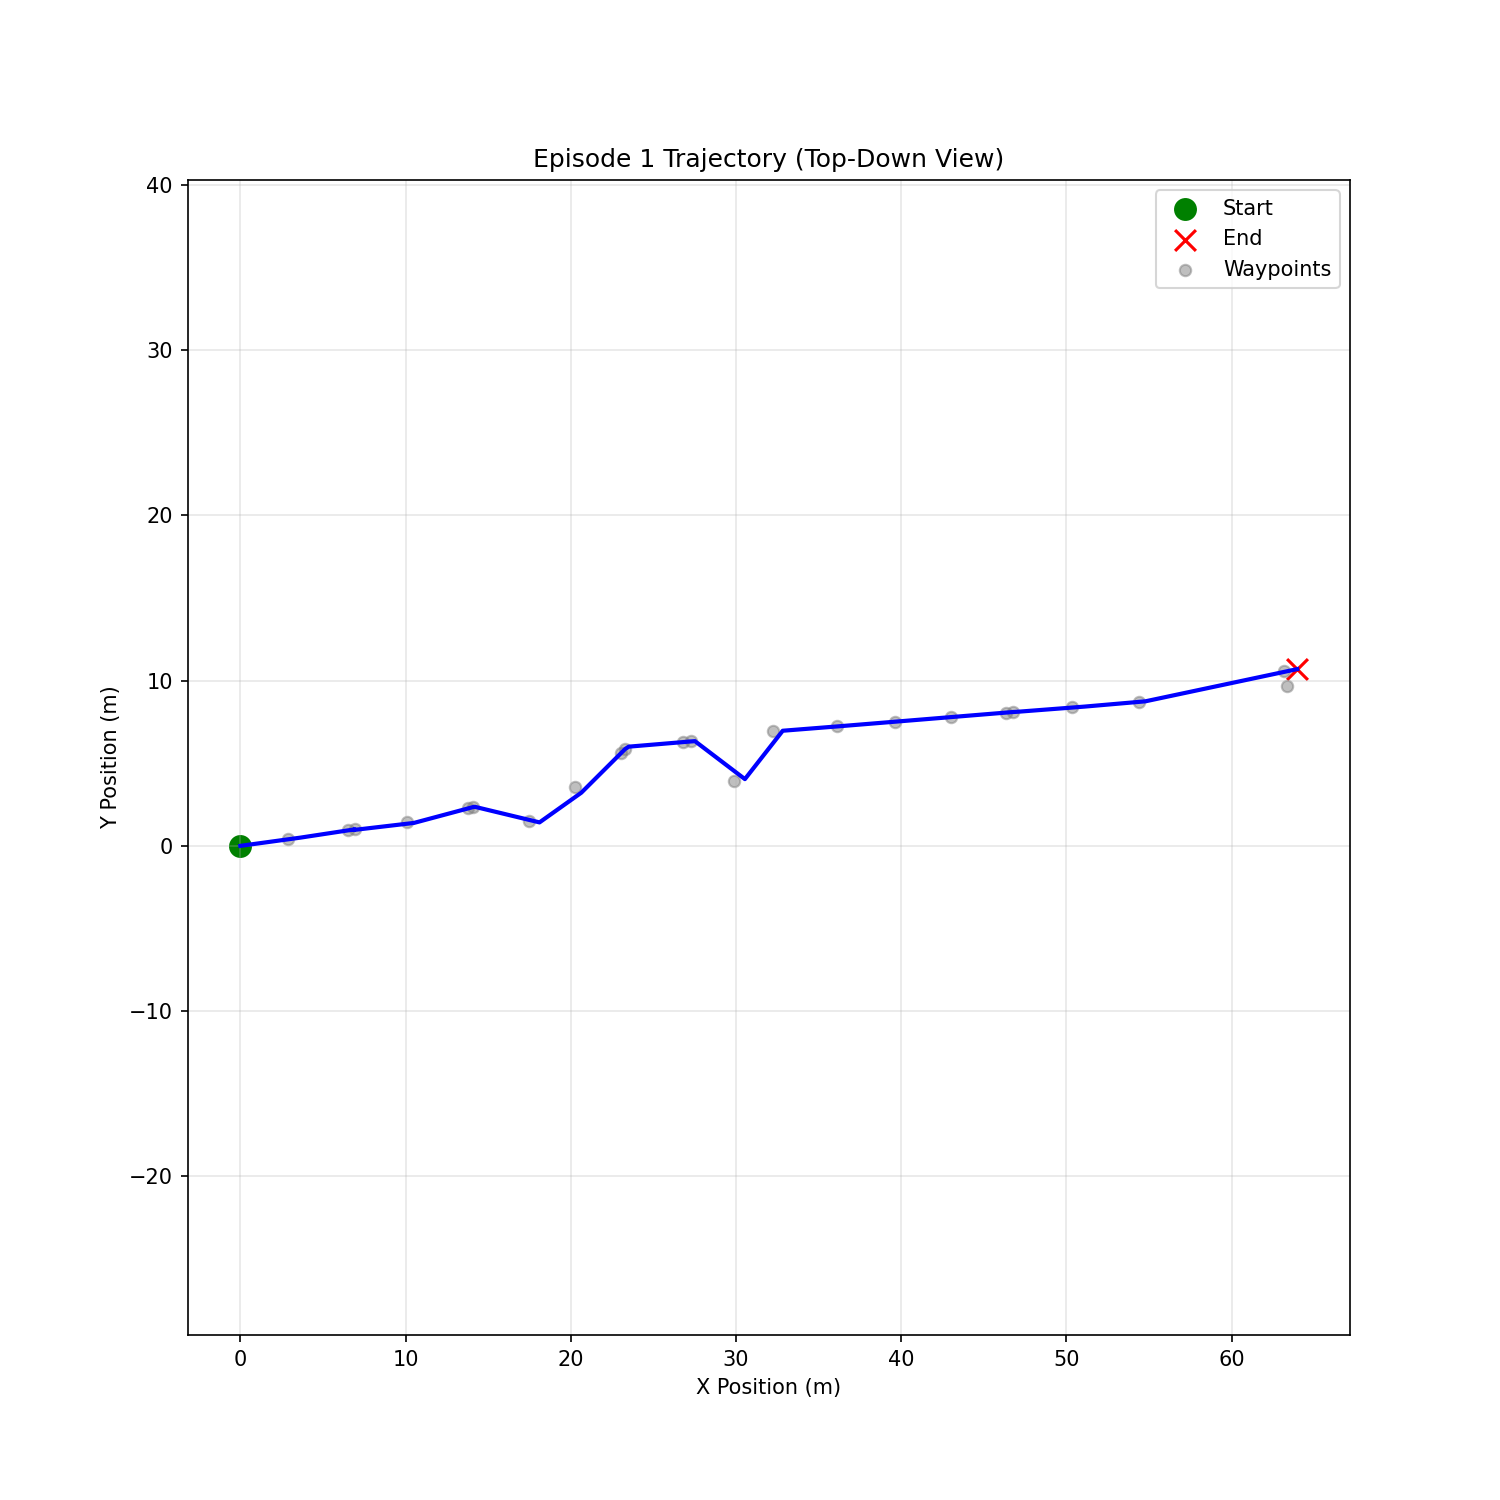 Episode 1 Trajectory (Top-Down View)
Start
End
Waypoints
40
30
20
10
0
−10
−20
Y Position (m)
0 10 20 30 40 50 60
X Position (m)